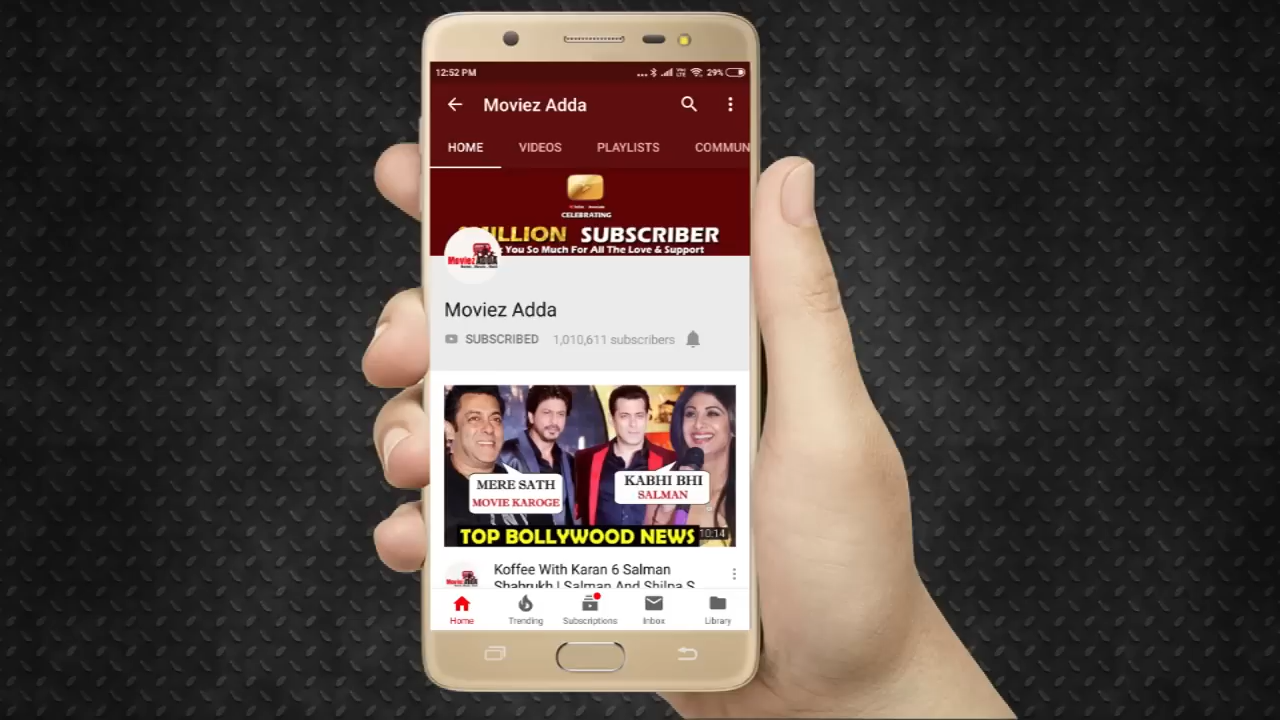 12:52 PM
29%
Moviez Adda
HOME VIDEOS PLAYLISTS COMMUN
CELEBRATING
ILLION SUBSCRIBER
You So Much For All The Love & Support
Moviez ADDA
Moviez Adda
SUBSCRIBED 1,010,611 subscribers
MERE SATH
MOVIE KAROGE
KABHI BHI
SALMAN
TOP BOLLYWOOD NEWS
10:14
Moviez ADDA
Koffee With Karan 6 Salman
Shahrukh | Salman And Shilpa S
Home Trending Subscriptions Inbox Library